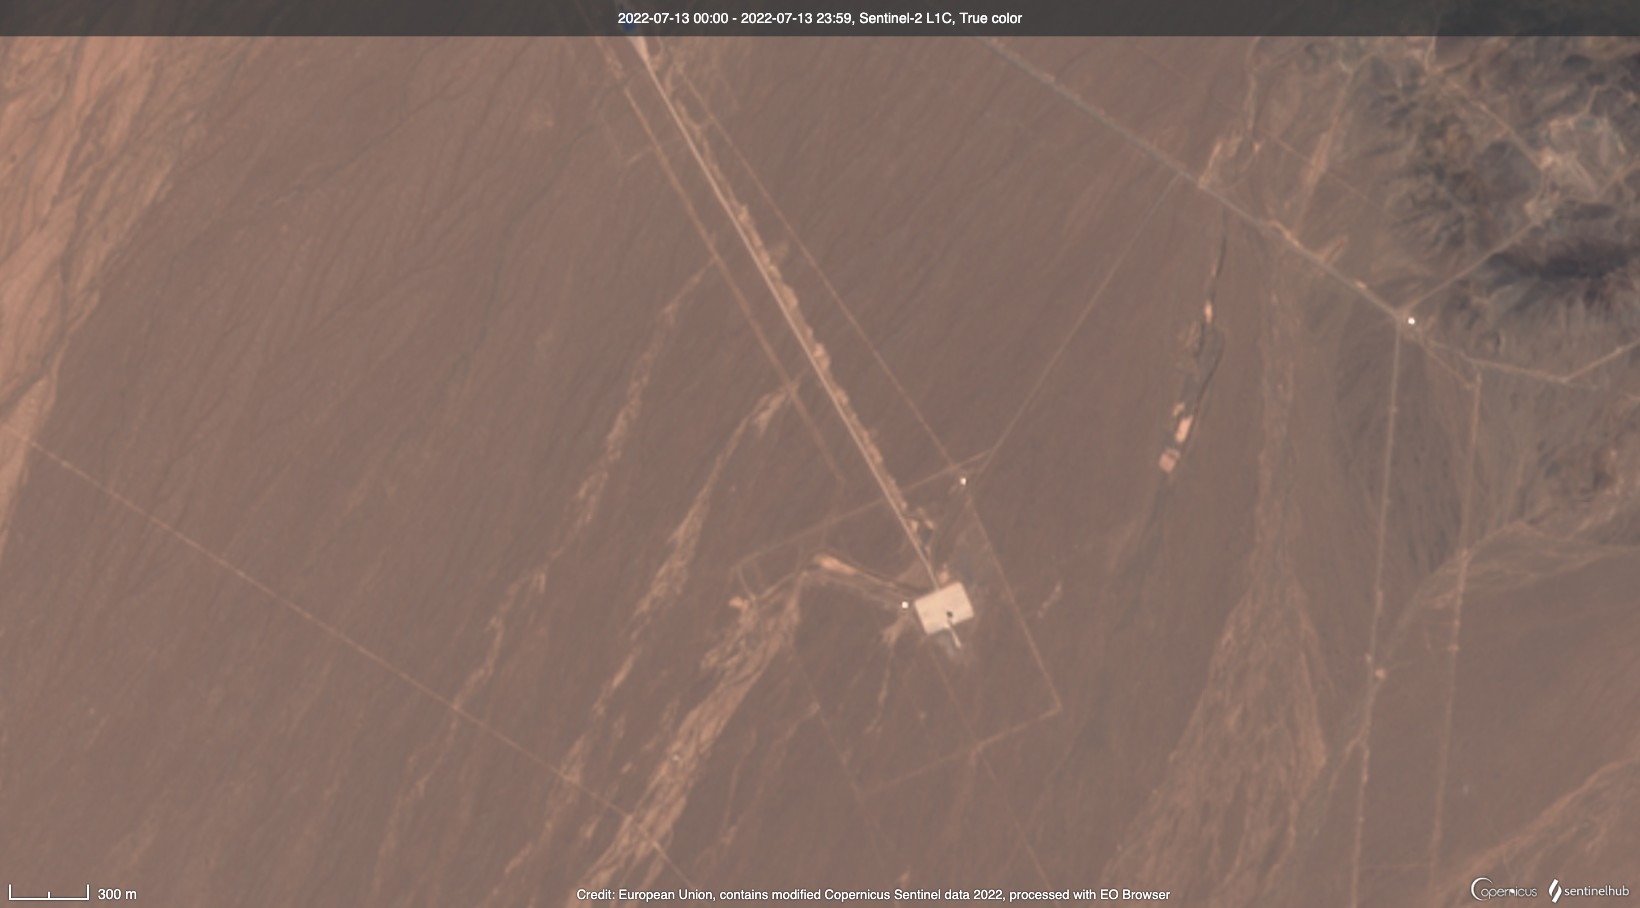 2022-07-13 00:00 - 2022-07-13 23:59, Sentinel-2 L1C, True color
300 m
Credit: European Union, contains modified Copernicus Sentinel data 2022, processed with EO Browser
Copernicus
sentinelhub